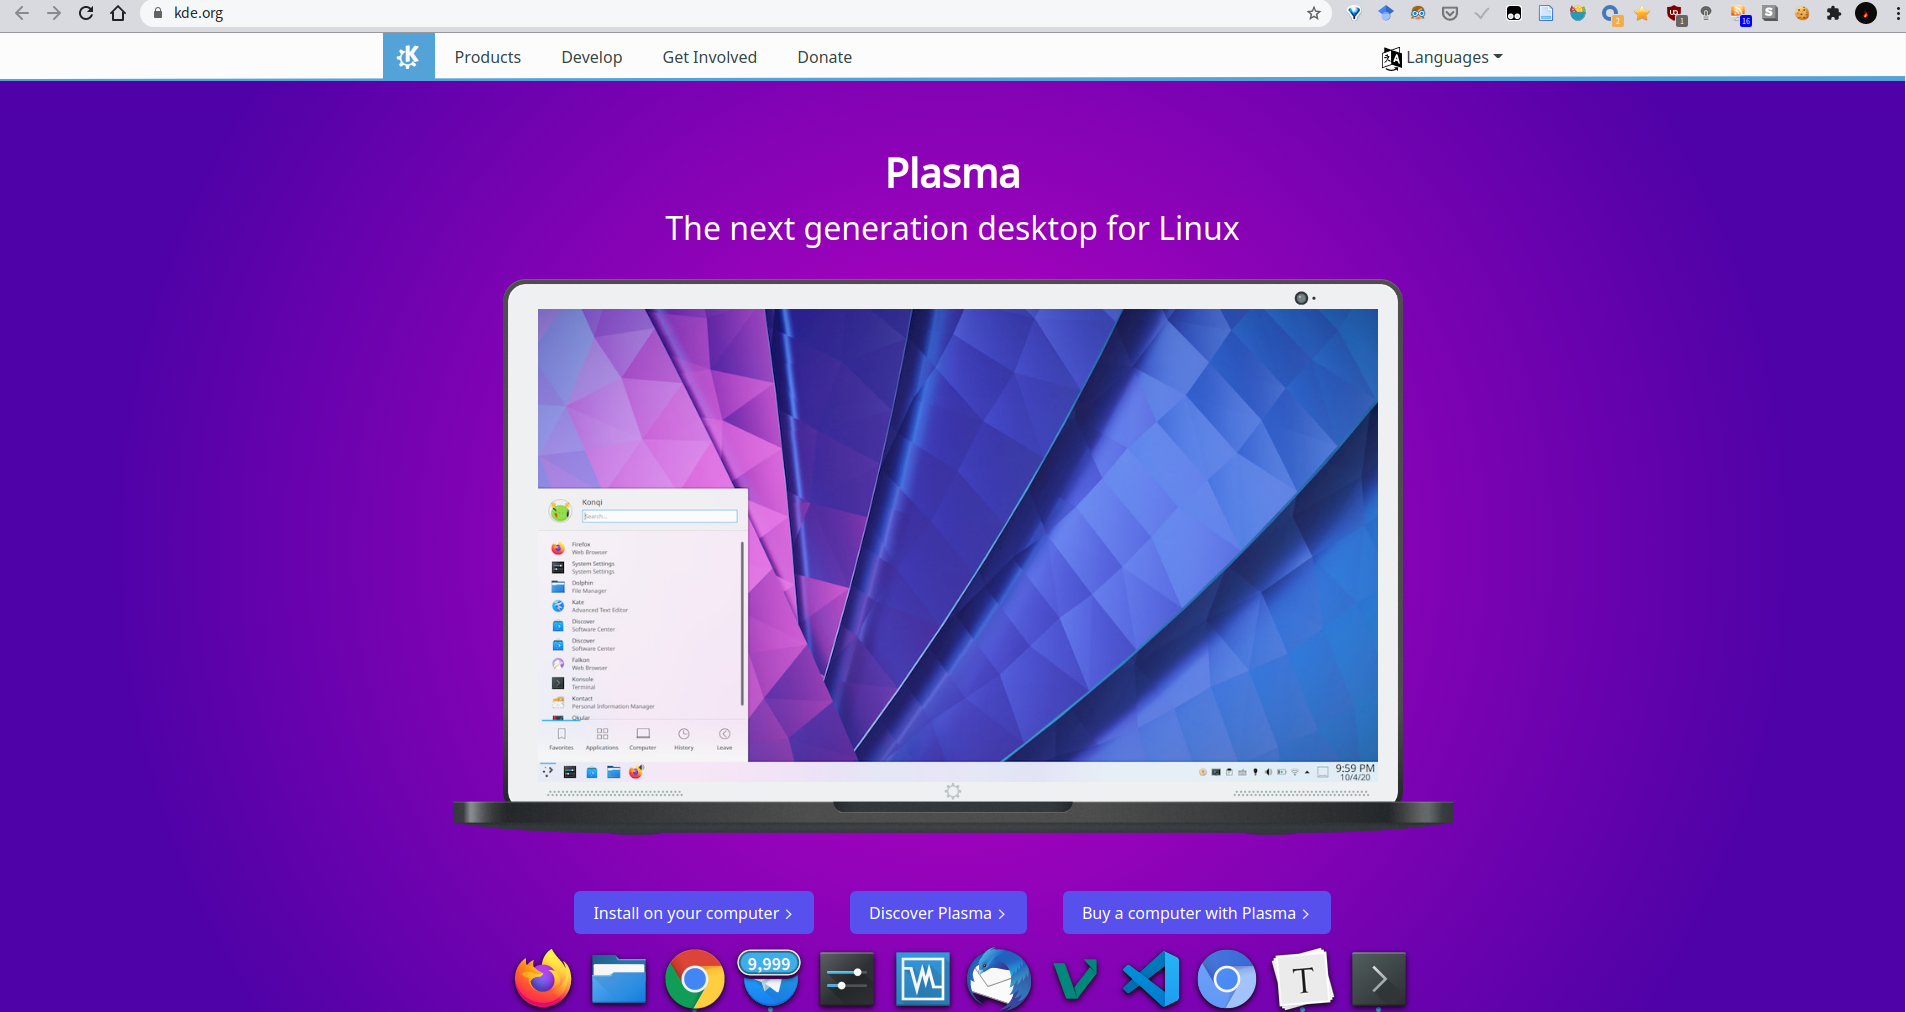 kde.org
2
1
16
S
Products
Develop
Get Involved
Donate
Languages
Plasma
The next generation desktop for Linux
Konqi
Search...
Firefox
Web Browser
System Settings
System Settings
Dolphin
File Manager
Kate
Advanced Text Editor
Discover
Software Center
Discover
Software Center
Falkon
Web Browser
Konsole
Terminal
Kontact
Personal Information Manager
Okular
Favorites
Applications
Computer
History
Leave
9:59 PM
10/4/20
Install on your computer >
Discover Plasma >
Buy a computer with Plasma >
9,999
T